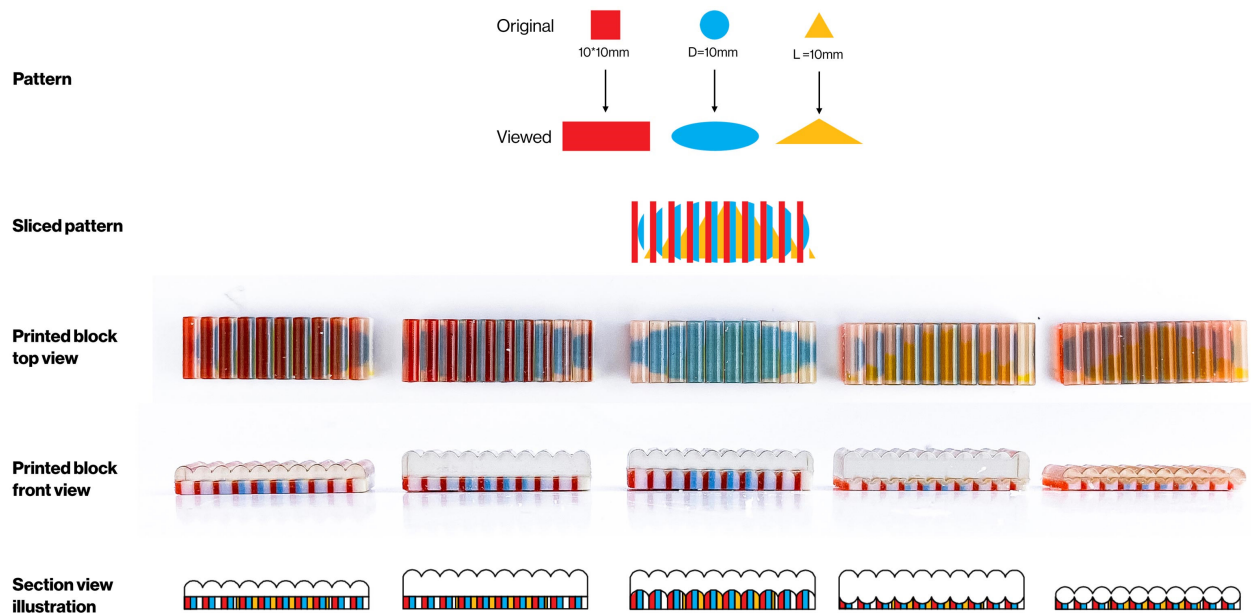 Original
10*10mm
D=10mm
L=10mm
Pattern
Viewed
Sliced pattern
Printed block
top view
Printed block
front view
Section view
illustration